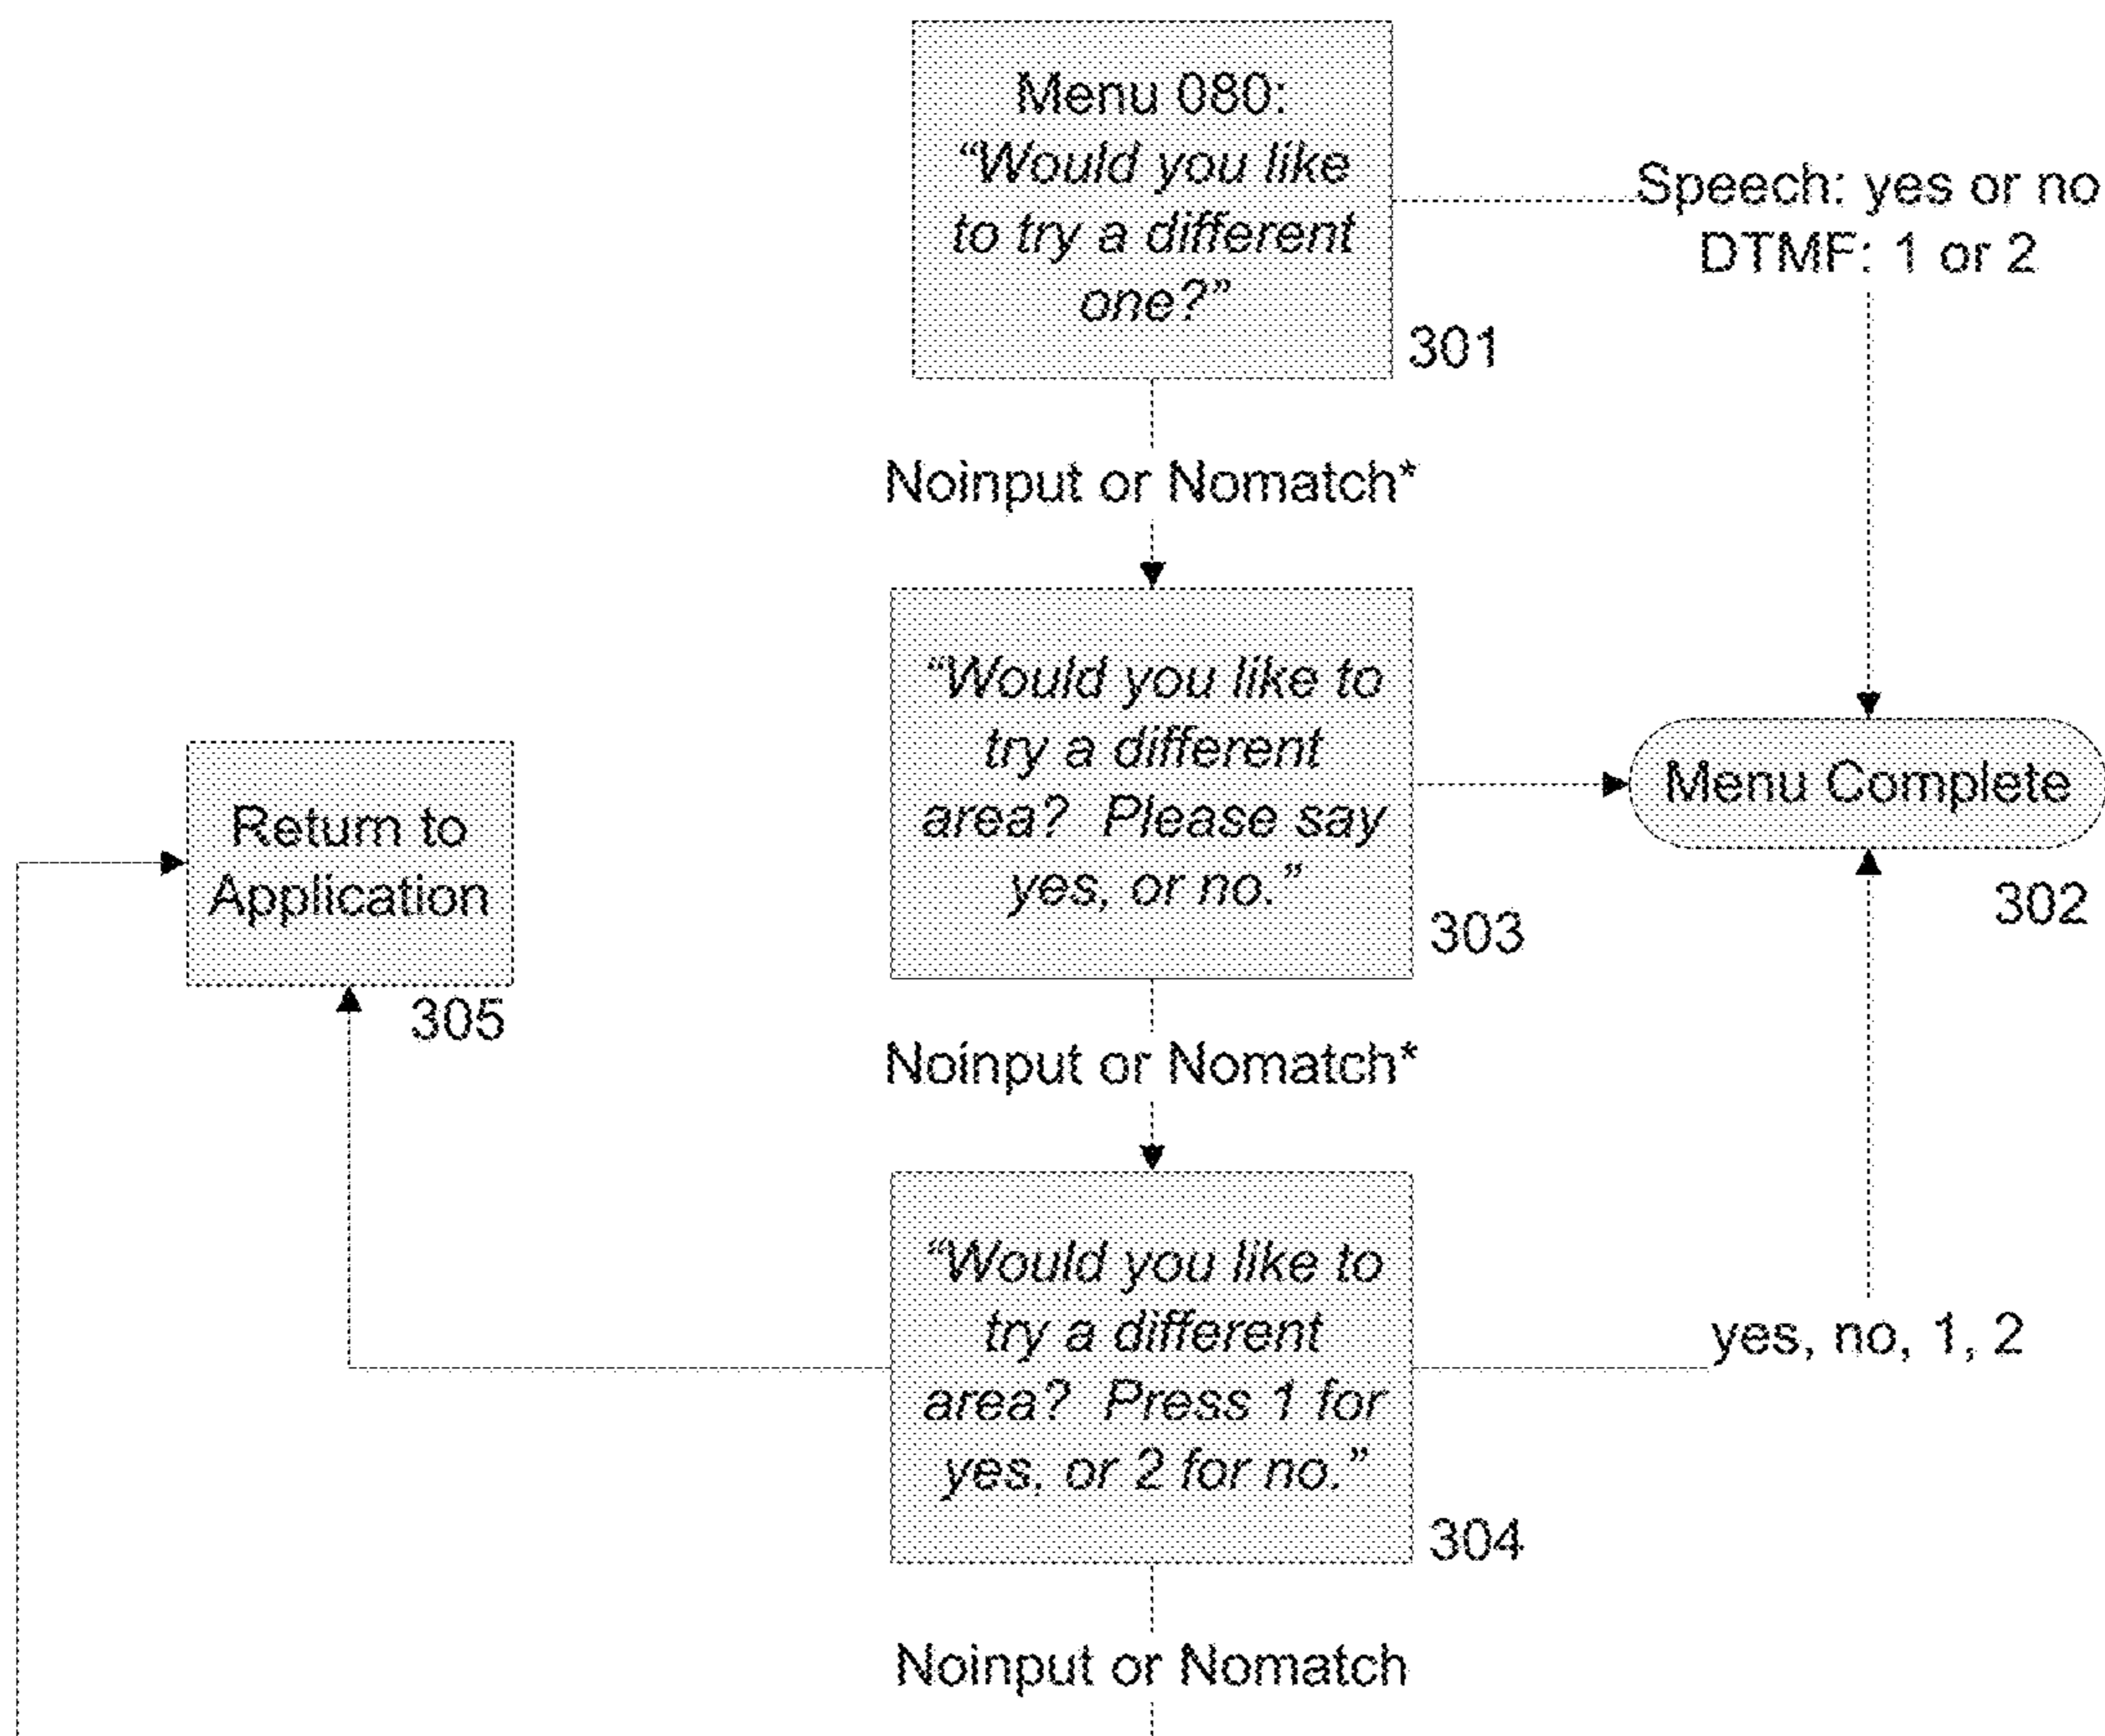 Menu 080:
“Would you like
to try a different
one?”
301
Speech: yes or no
DTMF: 1 or 2
Noinput or Nomatch*
“Would you like to
try a different
area?  Please say
yes, or no.”
303
Menu Complete
302
Return to
Application
305
Noinput or Nomatch*
“Would you like to
try a different
area?  Press 1 for
yes, or 2 for no.”
304
yes, no, 1, 2
Noinput or Nomatch